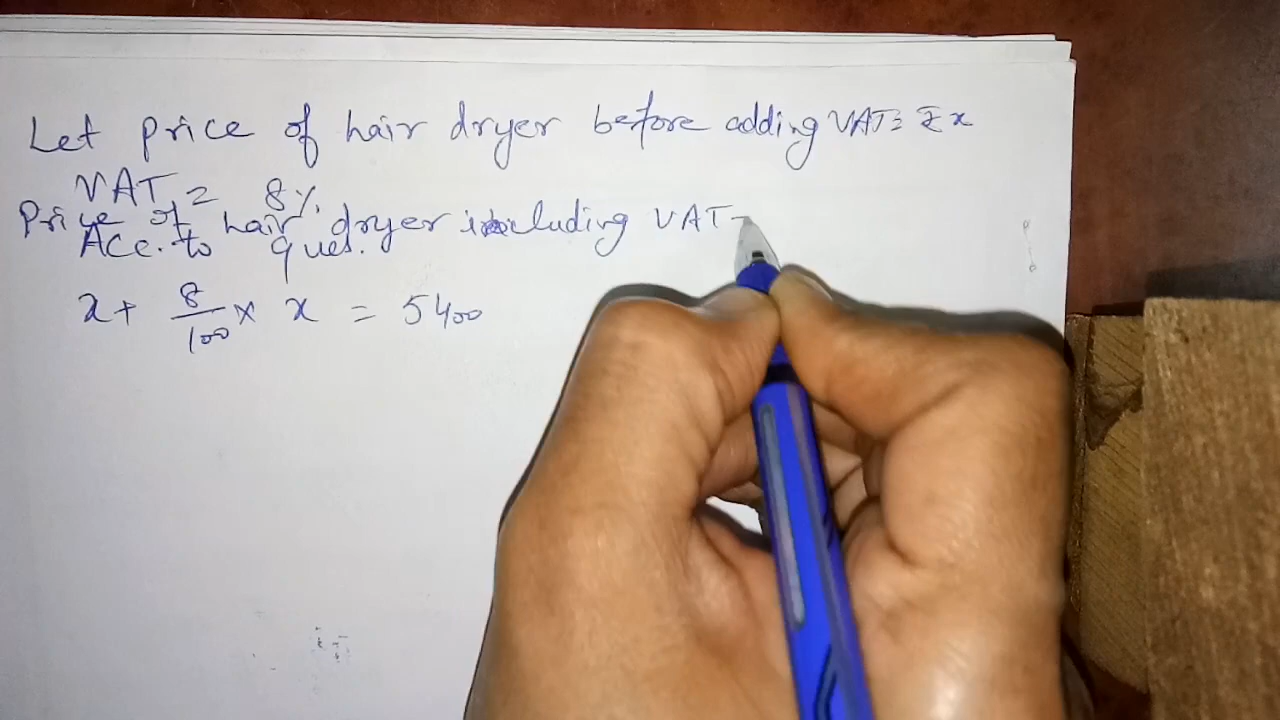 Let price of hair dryer before adding VAT = ₹ x
VAT = 8%
Price of hair dryer including VAT -
Acc. to ques.
x + 8/100 × x = 5400